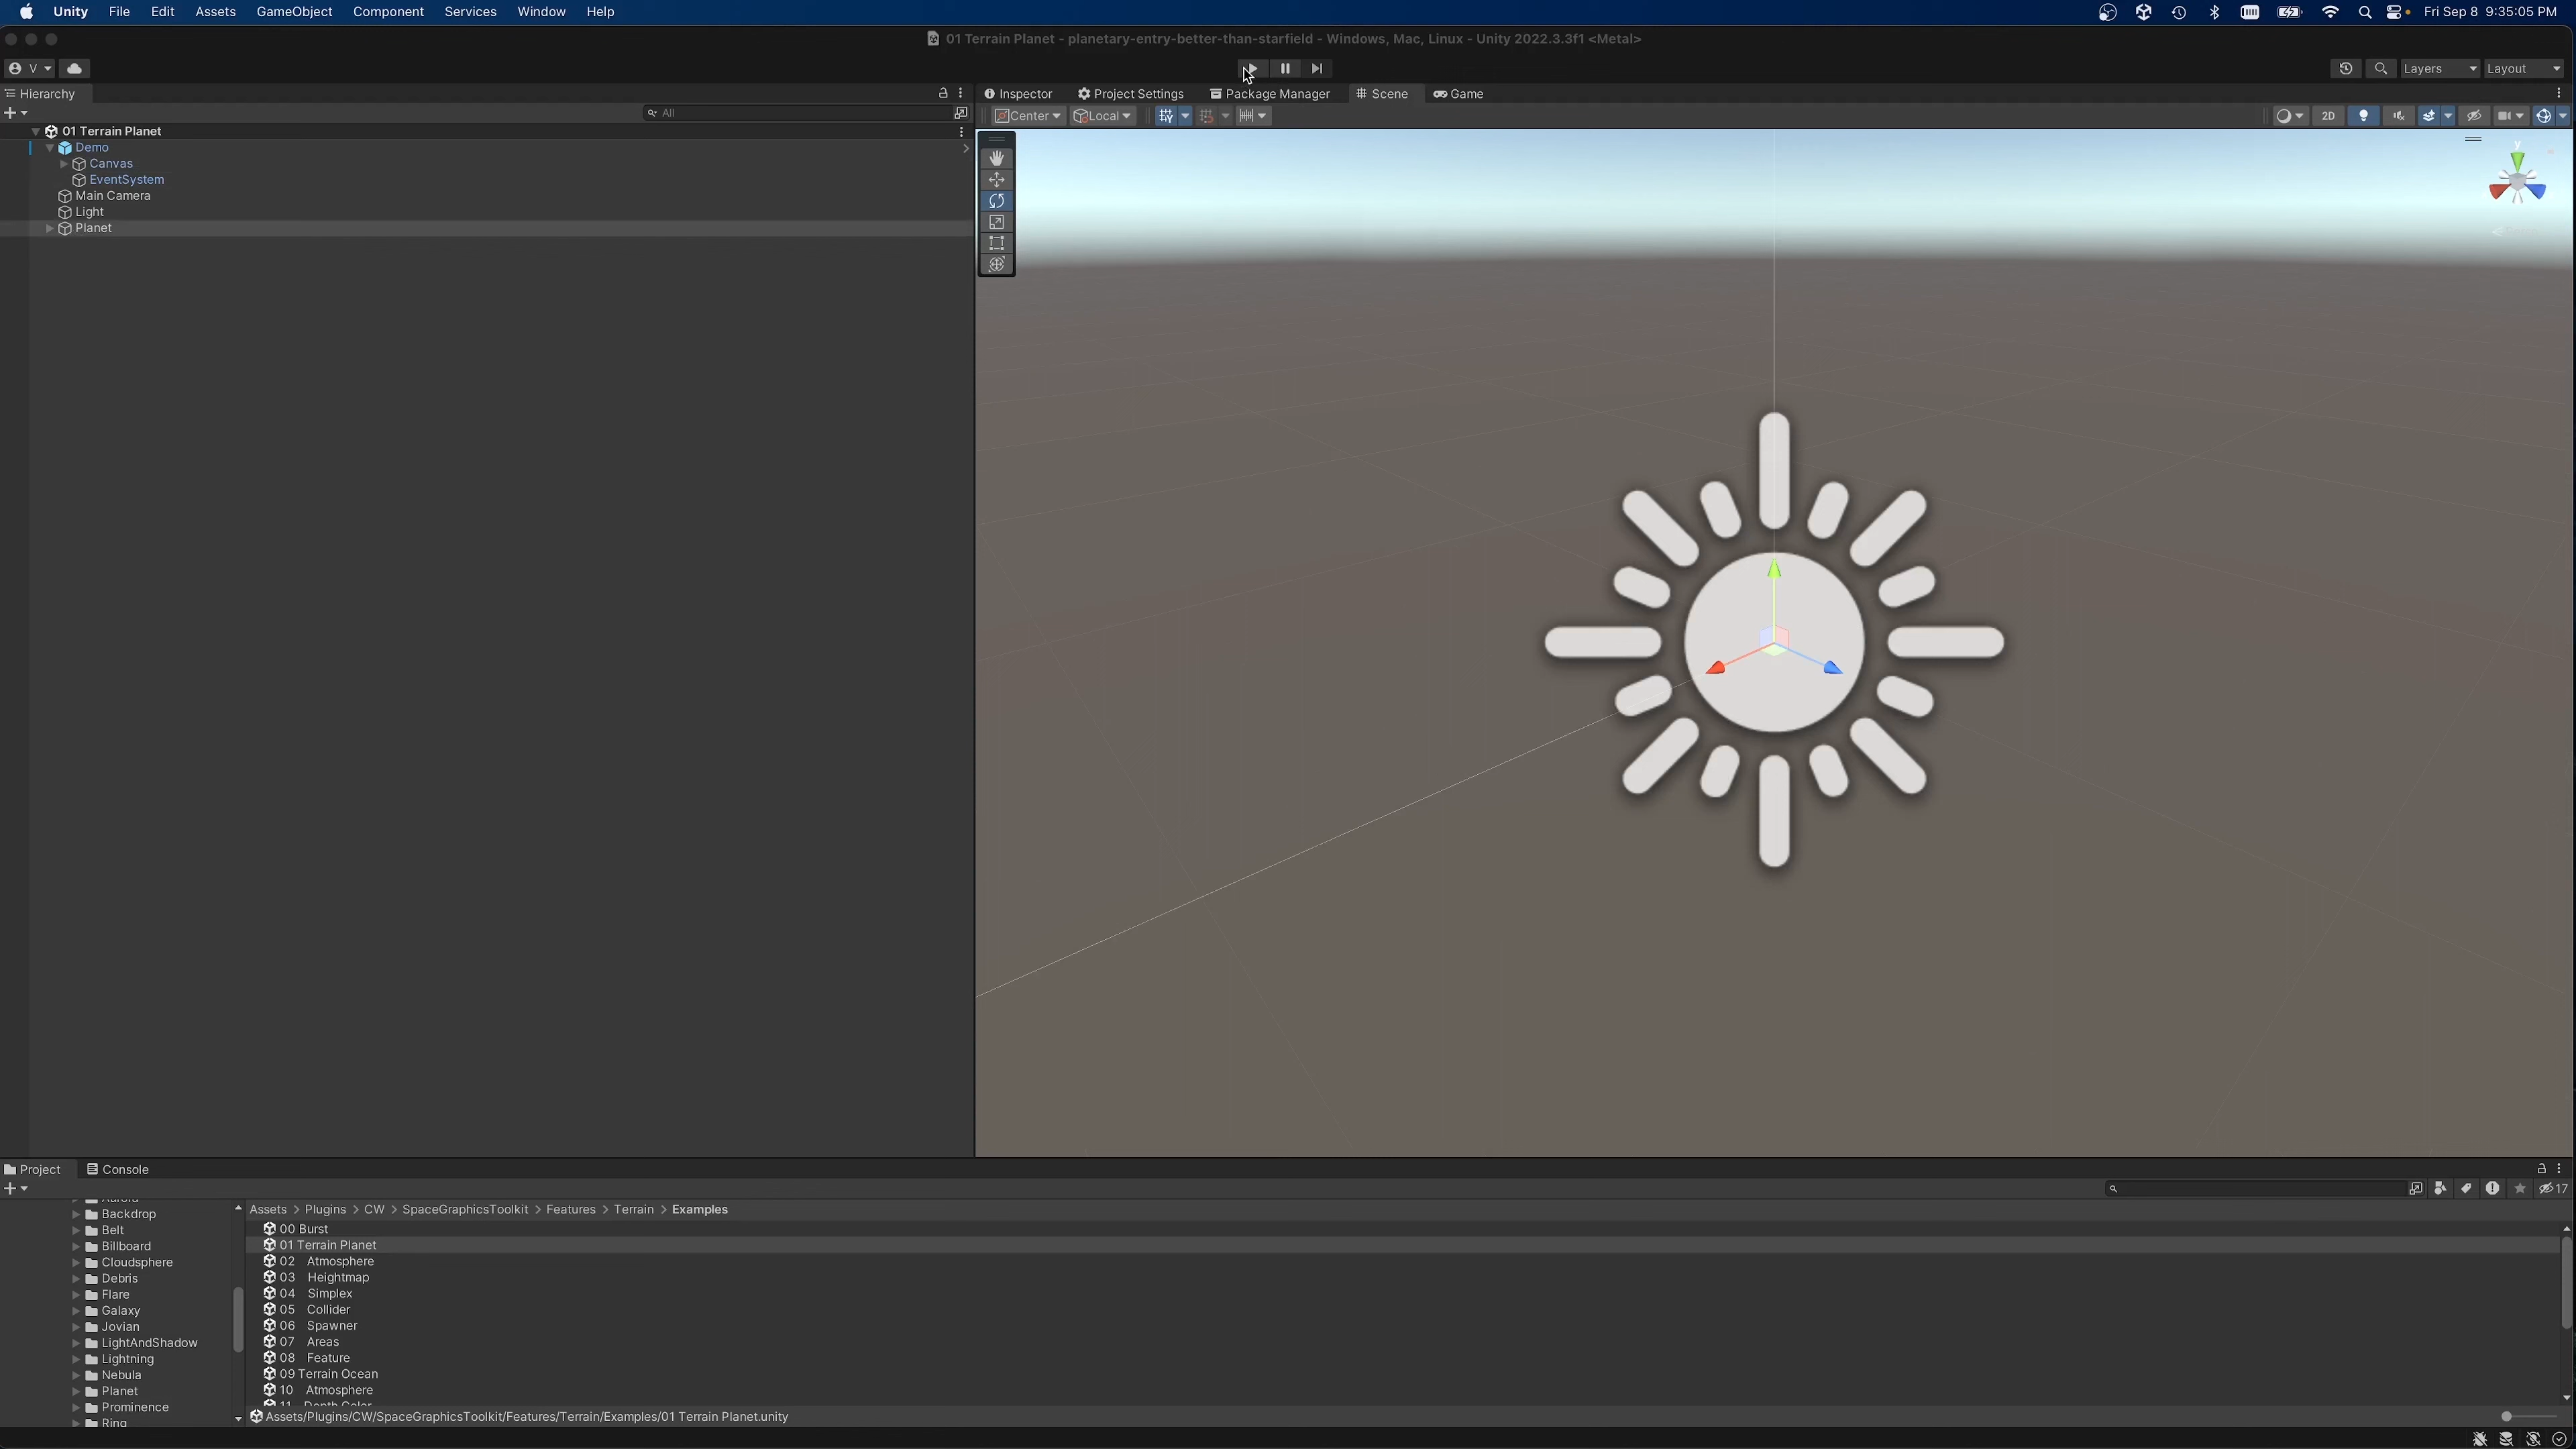 Unity File Edit Assets GameObject Component Services Window Help Fri Sep 8 9:35:05 PM
01 Terrain Planet - planetary-entry-better-than-starfield - Windows, Mac, Linux - Unity 2022.3.3f1 <Metal>
V Layers Layout
Hierarchy Inspector Project Settings Package Manager Scene Game
All Center Local 2D
01 Terrain Planet
Demo
Canvas
EventSystem
Main Camera
Light
Planet
y
Project Console
17
Aurora
Backdrop
Belt
Billboard
Cloudsphere
Debris
Flare
Galaxy
Jovian
LightAndShadow
Lightning
Nebula
Planet
Prominence
Ring
Assets > Plugins > CW > SpaceGraphicsToolkit > Features > Terrain > Examples
00 Burst
01 Terrain Planet
02 Atmosphere
03 Heightmap
04 Simplex
05 Collider
06 Spawner
07 Areas
08 Feature
09 Terrain Ocean
10 Atmosphere
11 Depth Color
Assets/Plugins/CW/SpaceGraphicsToolkit/Features/Terrain/Examples/01 Terrain Planet.unity